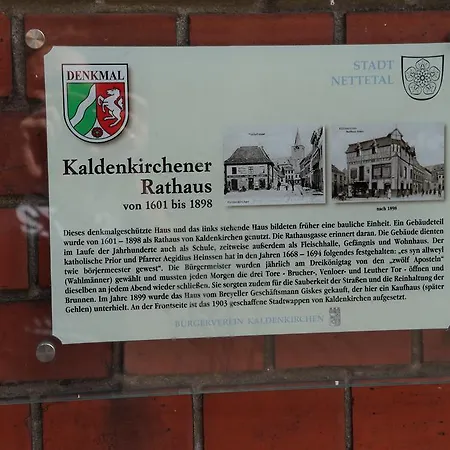 DENKMAL
STADT
NETTETAL
Kaldenkirchener
Rathaus
von 1601 bis 1898
nach 1898
Dieses denkmalgeschützte Haus und das links stehende Haus bildeten früher eine bauliche Einheit. Ein Gebäudeteil
wurde von 1601 – 1898 als Rathaus von Kaldenkirchen genutzt. Die Rathausgasse erinnert daran. Die Gebäude dienten
im Laufe der Jahrhunderte auch als Schule, zeitweise außerdem als Fleischhalle, Gefängnis und Wohnhaus. Der
katholische Prior und Pfarrer Aegidius Heinssen hat in den Jahren 1668 – 1694 folgendes festgehalten: „es syn allweyl
twie börjermeester gewest“. Die Bürgermeister wurden jährlich am Dreikönigtag von den „zwölf Aposteln“
(Wahlmänner) gewählt und mussten jeden Morgen die drei Tore - Brucher-, Venloer- und Leuther Tor - öffnen und
dieselben an jedem Abend wieder schließen. Sie sorgten zudem für die Sauberkeit der Straßen und die Reinhaltung der
Brunnen. Im Jahre 1899 wurde das Haus vom Breyeller Geschäftsmann Giskes gekauft, der hier ein Kaufhaus (später
Gehlen) unterhielt. An der Frontseite ist das 1903 geschaffene Stadtwappen von Kaldenkirchen aufgesetzt.
BÜRGERVEREIN KALDENKIRCHEN